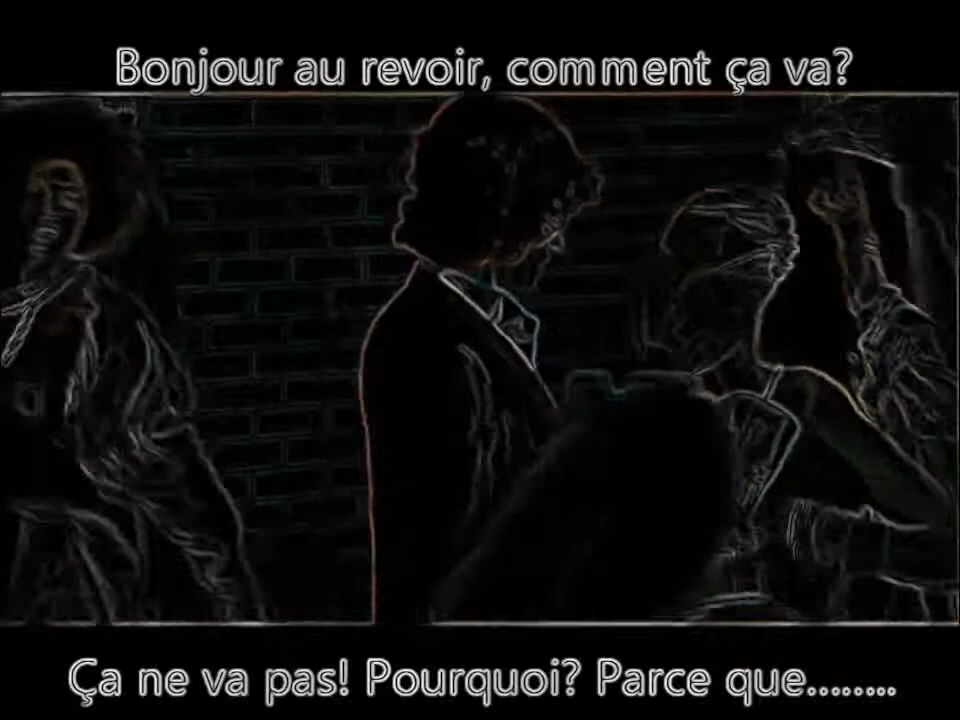 Bonjour au revoir, comment ça va?
Ça ne va pas! Pourquoi? Parce que........